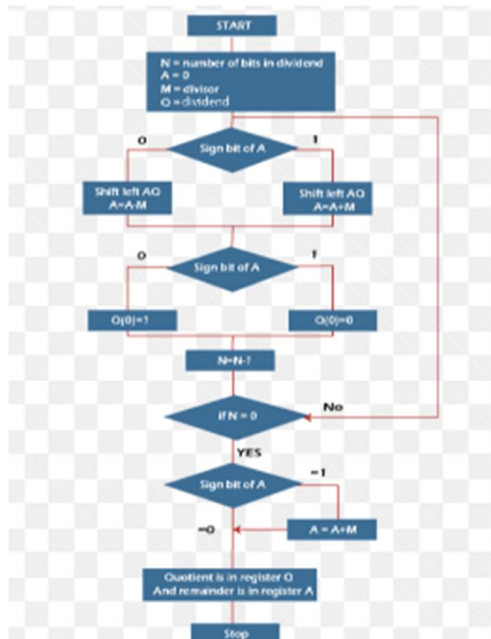 START
N = number of bits in dividend
A = 0
M = divisor
Q = dividend
Sign bit of A
0
1
Shift left AQ
A=A-M
Shift left AQ
A=A+M
Sign bit of A
0
1
Q(0)=1
Q(0)=0
N=N-1
if N = 0
No
YES
Sign bit of A
=1
=0
A = A+M
Quotient is in register Q
And remainder is in register A
Stop